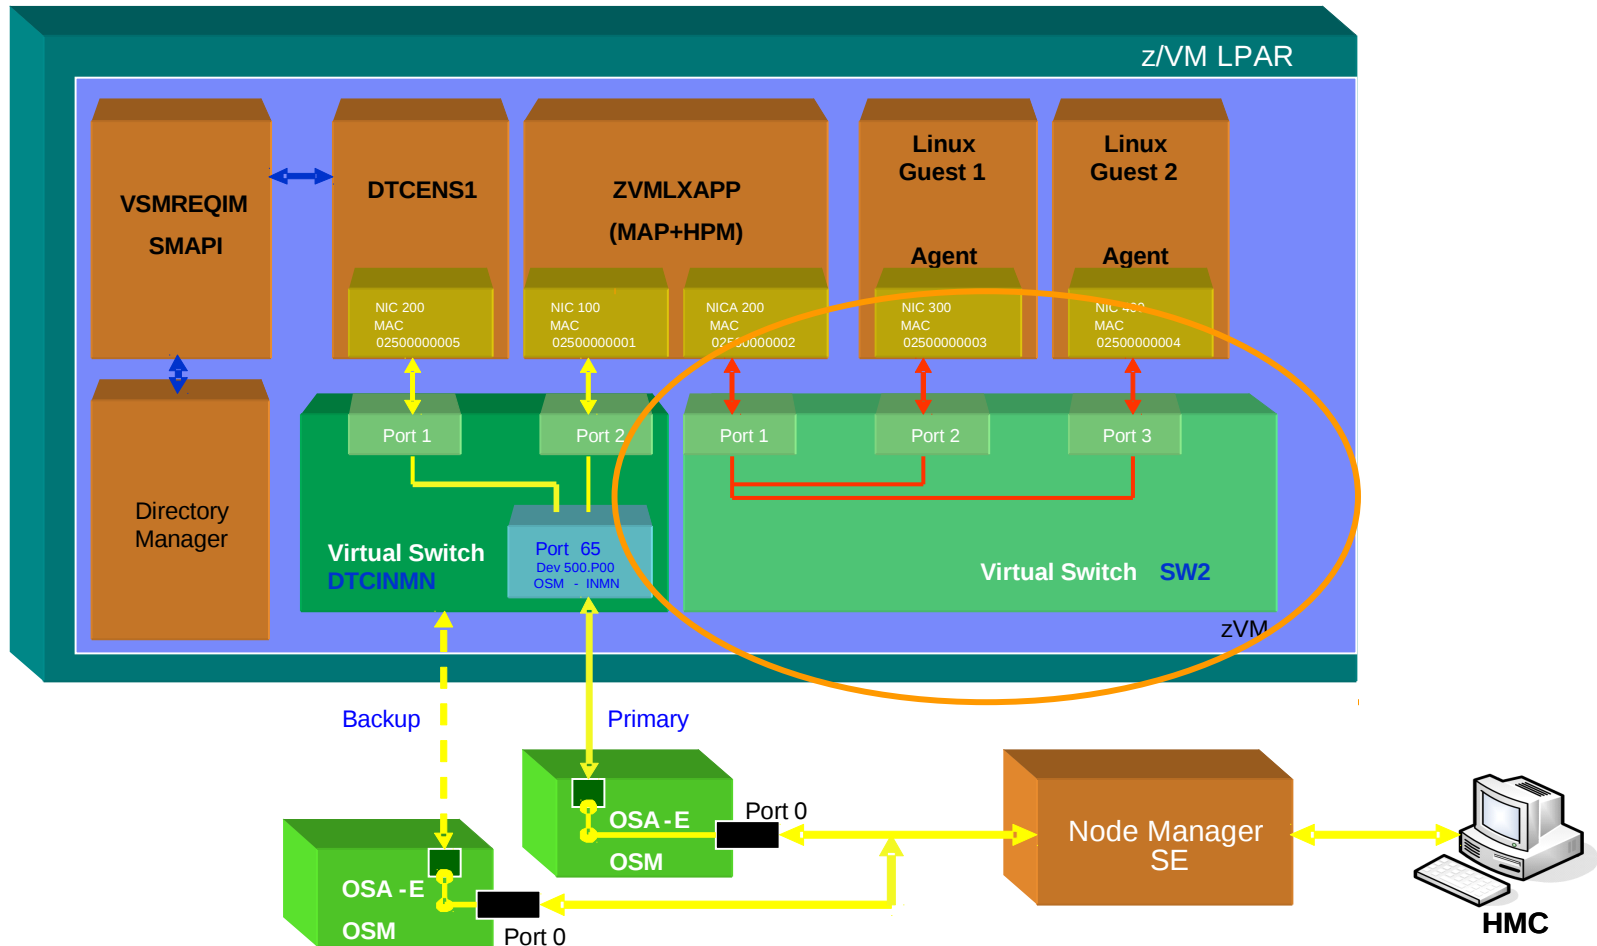 z/VM LPAR
VSMREQIM
SMAPI
DTCENS1
ZVMLXAPP
(MAP+HPM)
Linux
Guest 1
Agent
Linux
Guest 2
Agent
NIC 200
MAC
02500000005
NIC 100
MAC
02500000001
NICA 200
MAC
02500000002
NIC 300
MAC
02500000003
NIC 400
MAC
02500000004
Directory
Manager
Port 1
Port 2
Port 65
Dev 500.P00
OSM - INMN
Virtual Switch
DTCINMN
Port 1
Port 2
Port 3
Virtual Switch SW2
zVM
Backup
Primary
OSA - E
OSM
Port 0
OSA - E
OSM
Port 0
Node Manager
SE
HMC